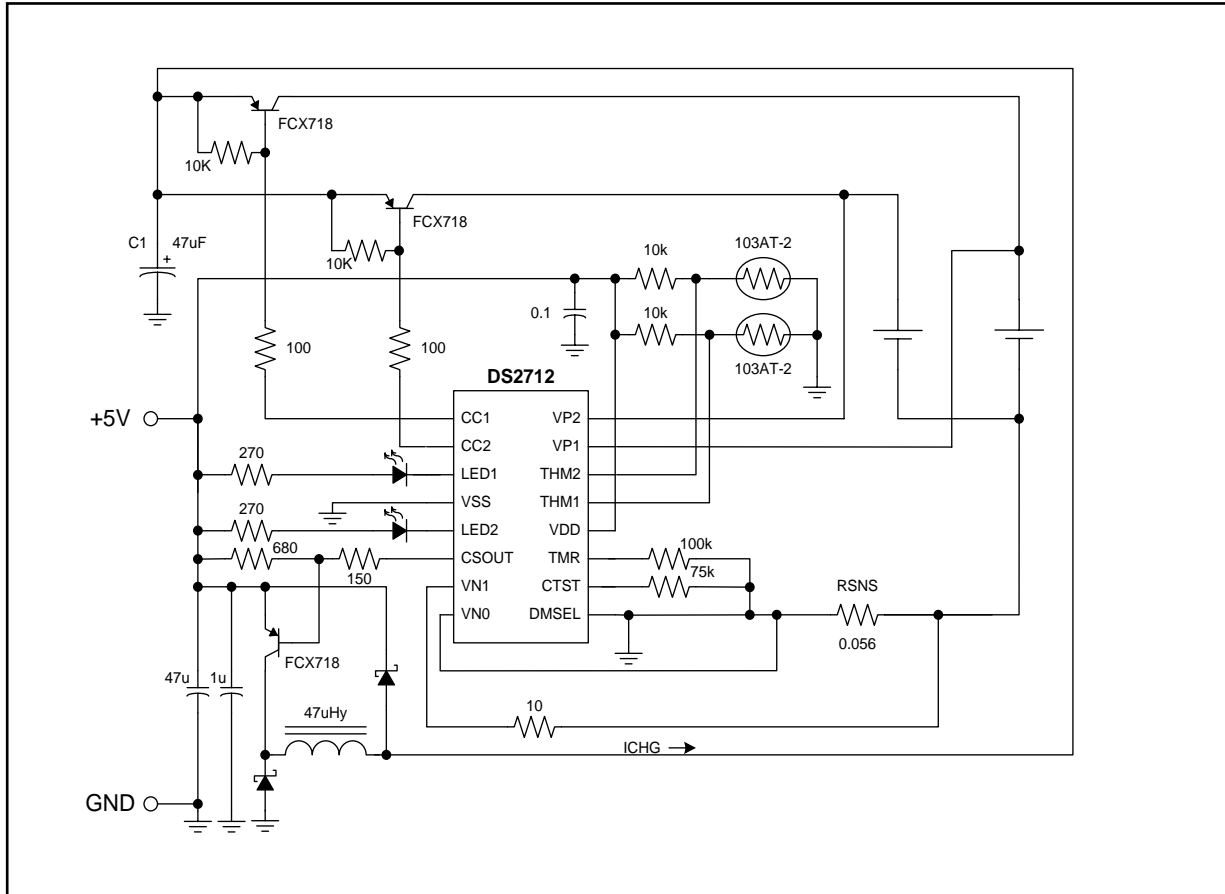 FCX718
10K
FCX718
C1 47uF
+
10K
10k
103AT-2
0.1
10k
103AT-2
100
100
DS2712
+5V
CC1 VP2
CC2 VP1
270
LED1 THM2
VSS THM1
270
LED2 VDD
680
CSOUT TMR
100k
150
75k
VN1 CTST
RSNS
VN0 DMSEL
0.056
FCX718
47u 1u
47uHy
10
ICHG
GND